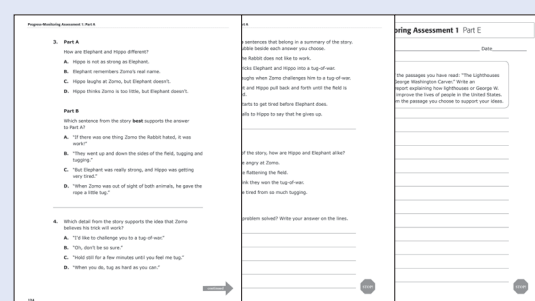 Progress-Monitoring Assessment 1: Part A
3. Part A
How are Elephant and Hippo different?
A. Hippo is not as strong as Elephant.
B. Elephant remembers Zomo's real name.
C. Hippo laughs at Zomo, but Elephant doesn't.
D. Hippo thinks Zomo is too little, but Elephant doesn't.
Part B
Which sentence from the story best supports the answer
to Part A?
A. "If there was one thing Zomo the Rabbit hated, it was
work!"
B. "They went up and down the sides of the field, tugging and
tugging."
C. "But Elephant was really strong, and Hippo was getting
very tired."
D. "When Zomo was out of sight of both animals, he gave the
rope a little tug."
4. Which detail from the story supports the idea that Zomo
believes his trick will work?
A. "I'd like to challenge you to a tug-of-war."
B. "Oh, don't be so sure."
C. "Hold still for a few minutes until you feel me tug."
D. "When you do, tug as hard as you can."
sentences that belong in a summary of the story.
bble beside each answer you choose.
he Rabbit does not like to work.
ricks Elephant and Hippo into a tug-of-war.
ughs when Zomo challenges him to a tug-of-war.
t and Hippo pull back and forth until the field is
d.
tarts to get tired before Elephant does.
alls to Hippo to say that he gives up.
of the story, how are Hippo and Elephant alike?
e angry at Zomo.
e flattening the field.
ink they won the tug-of-war.
e tired from so much tugging.
problem solved? Write your answer on the lines.
STOP
oring Assessment 1 Part E
Date
the passages you have read: "The Lighthouses
George Washington Carver." Write an
report explaining how lighthouses or George W.
improve the lives of people in the United States.
m the passage you choose to support your ideas.
STOP